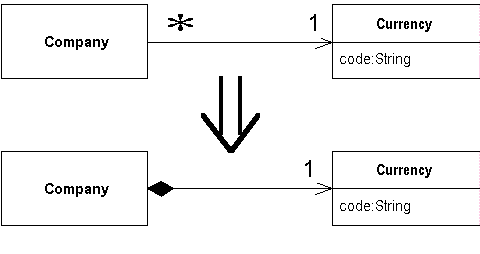 * 1 Currency
Company
code:String
1 Currency
Company
code:String